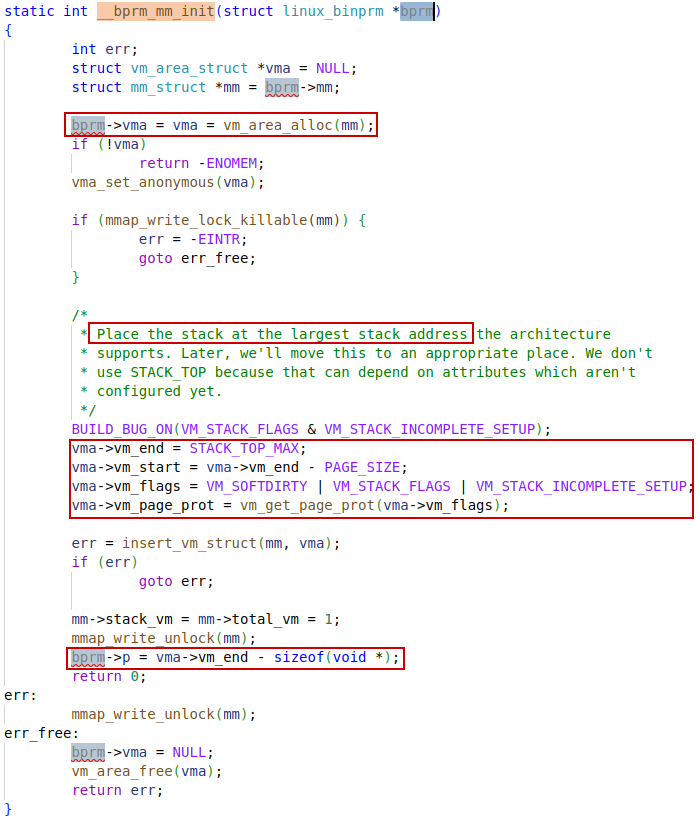 static int __bprm_mm_init(struct linux_binprm *bprm)
{
        int err;
        struct vm_area_struct *vma = NULL;
        struct mm_struct *mm = bprm->mm;

        bprm->vma = vma = vm_area_alloc(mm);
        if (!vma)
                return -ENOMEM;
        vma_set_anonymous(vma);

        if (mmap_write_lock_killable(mm)) {
                err = -EINTR;
                goto err_free;
        }

        /*
         * Place the stack at the largest stack address the architecture
         * supports. Later, we'll move this to an appropriate place. We don't
         * use STACK_TOP because that can depend on attributes which aren't
         * configured yet.
         */
        BUILD_BUG_ON(VM_STACK_FLAGS & VM_STACK_INCOMPLETE_SETUP);
        vma->vm_end = STACK_TOP_MAX;
        vma->vm_start = vma->vm_end - PAGE_SIZE;
        vma->vm_flags = VM_SOFTDIRTY | VM_STACK_FLAGS | VM_STACK_INCOMPLETE_SETUP;
        vma->vm_page_prot = vm_get_page_prot(vma->vm_flags);

        err = insert_vm_struct(mm, vma);
        if (err)
                goto err;

        mm->stack_vm = mm->total_vm = 1;
        mmap_write_unlock(mm);
        bprm->p = vma->vm_end - sizeof(void *);
        return 0;
err:
        mmap_write_unlock(mm);
err_free:
        bprm->vma = NULL;
        vm_area_free(vma);
        return err;
}